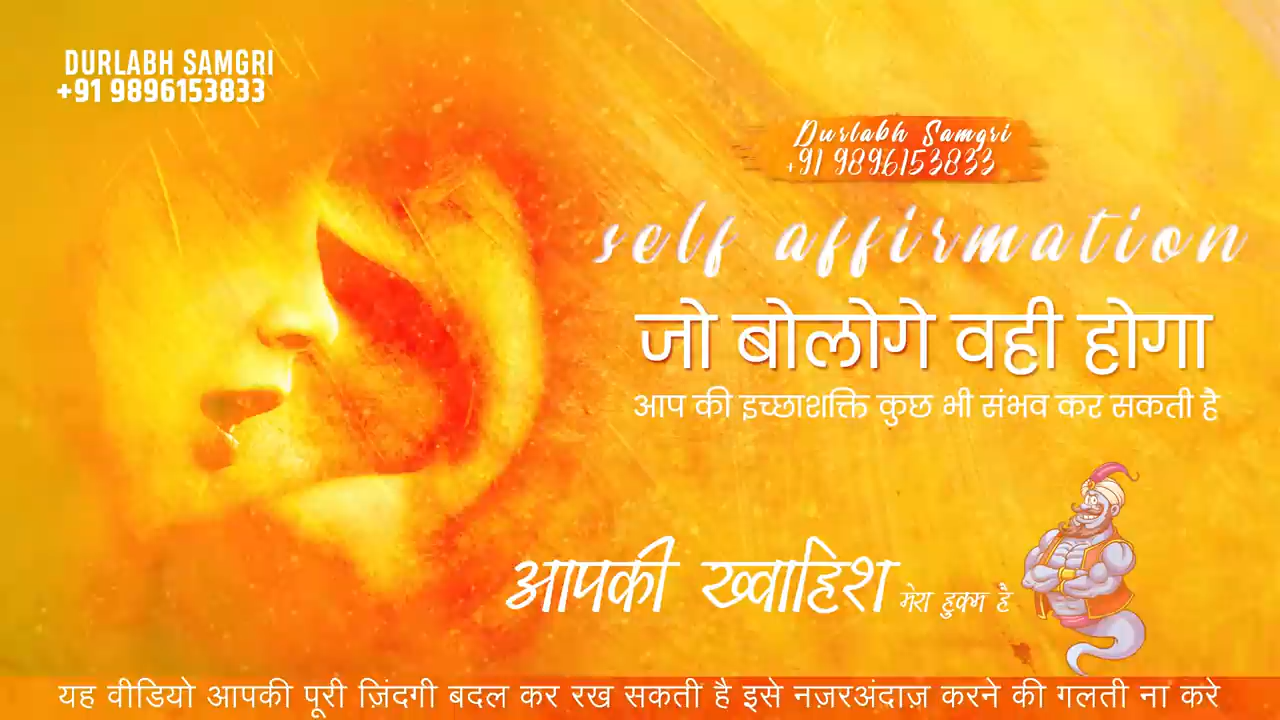 DURLABH SAMGRI
+91 9896153833
Durlabh Samgri
+91 9896153833
self affirmation
जो बोलोगे वही होगा
आप की इच्छाशक्ति कुछ भी संभव कर सकती है
आपकी ख्वाहिश मेरा हुक्म है
यह वीडियो आपकी पूरी ज़िंदगी बदल कर रख सकती है इसे नज़रअंदाज़ करने की गलती ना करे